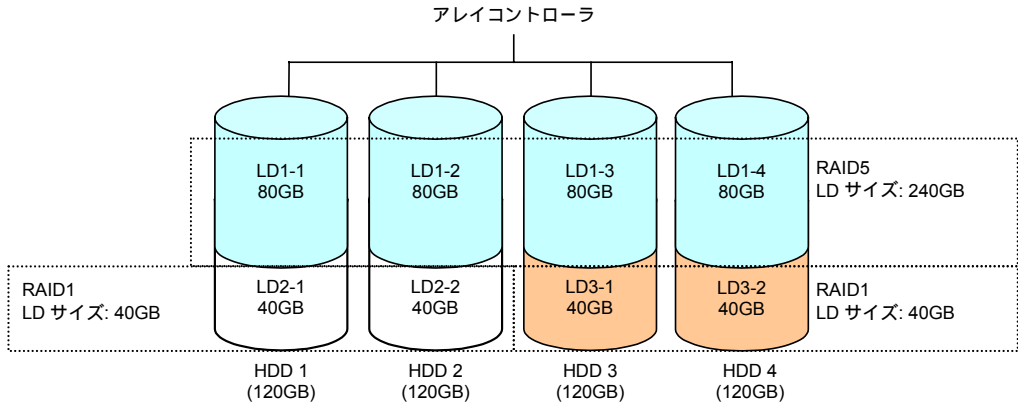 アレイコントローラ
LD1-1
80GB
LD1-2
80GB
LD1-3
80GB
LD1-4
80GB
RAID5
LD サイズ: 240GB
RAID1
LD サイズ: 40GB
LD2-1
40GB
LD2-2
40GB
LD3-1
40GB
LD3-2
40GB
RAID1
LD サイズ: 40GB
HDD 1
(120GB)
HDD 2
(120GB)
HDD 3
(120GB)
HDD 4
(120GB)